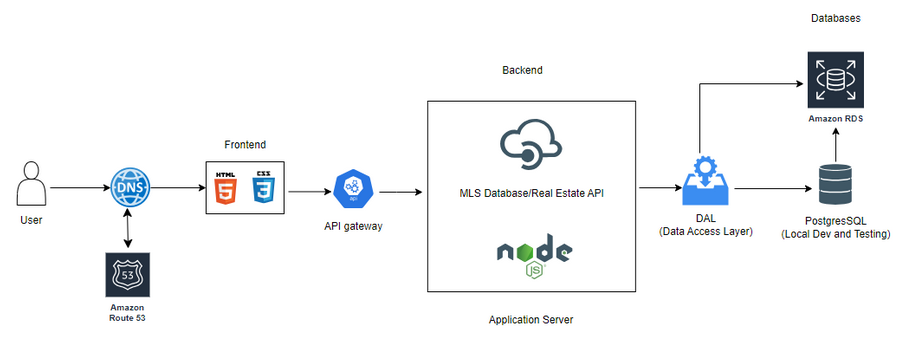 Databases
Backend
Amazon RDS
Frontend
HTML
5
CSS
3
DNS
api
MLS Database/Real Estate API
User
API gateway
DAL
(Data Access Layer)
PostgresSQL
(Local Dev and Testing)
node
JS
53
Amazon
Route 53
Application Server